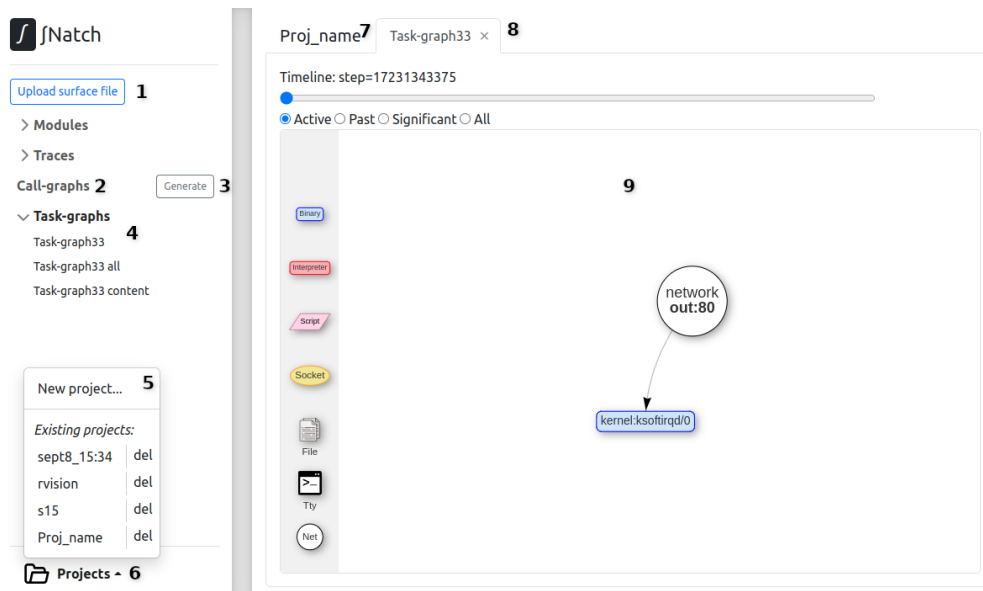 ∫ ∫Natch
Upload surface file 1
Modules
Traces
Call-graphs 2 Generate 3
Task-graphs
4
Task-graph33
Task-graph33 all
Task-graph33 content
New project... 5
Existing projects:
sept8_15:34 del
rvision del
s15 del
Proj_name del
Projects 6
Proj_name 7 Task-graph33 × 8
Timeline: step=17231343375
Active Past Significant All
9
Binary
Interpreter
Script
Socket
File
>_
Tty
Net
network
out:80
kernel:ksoftirqd/0